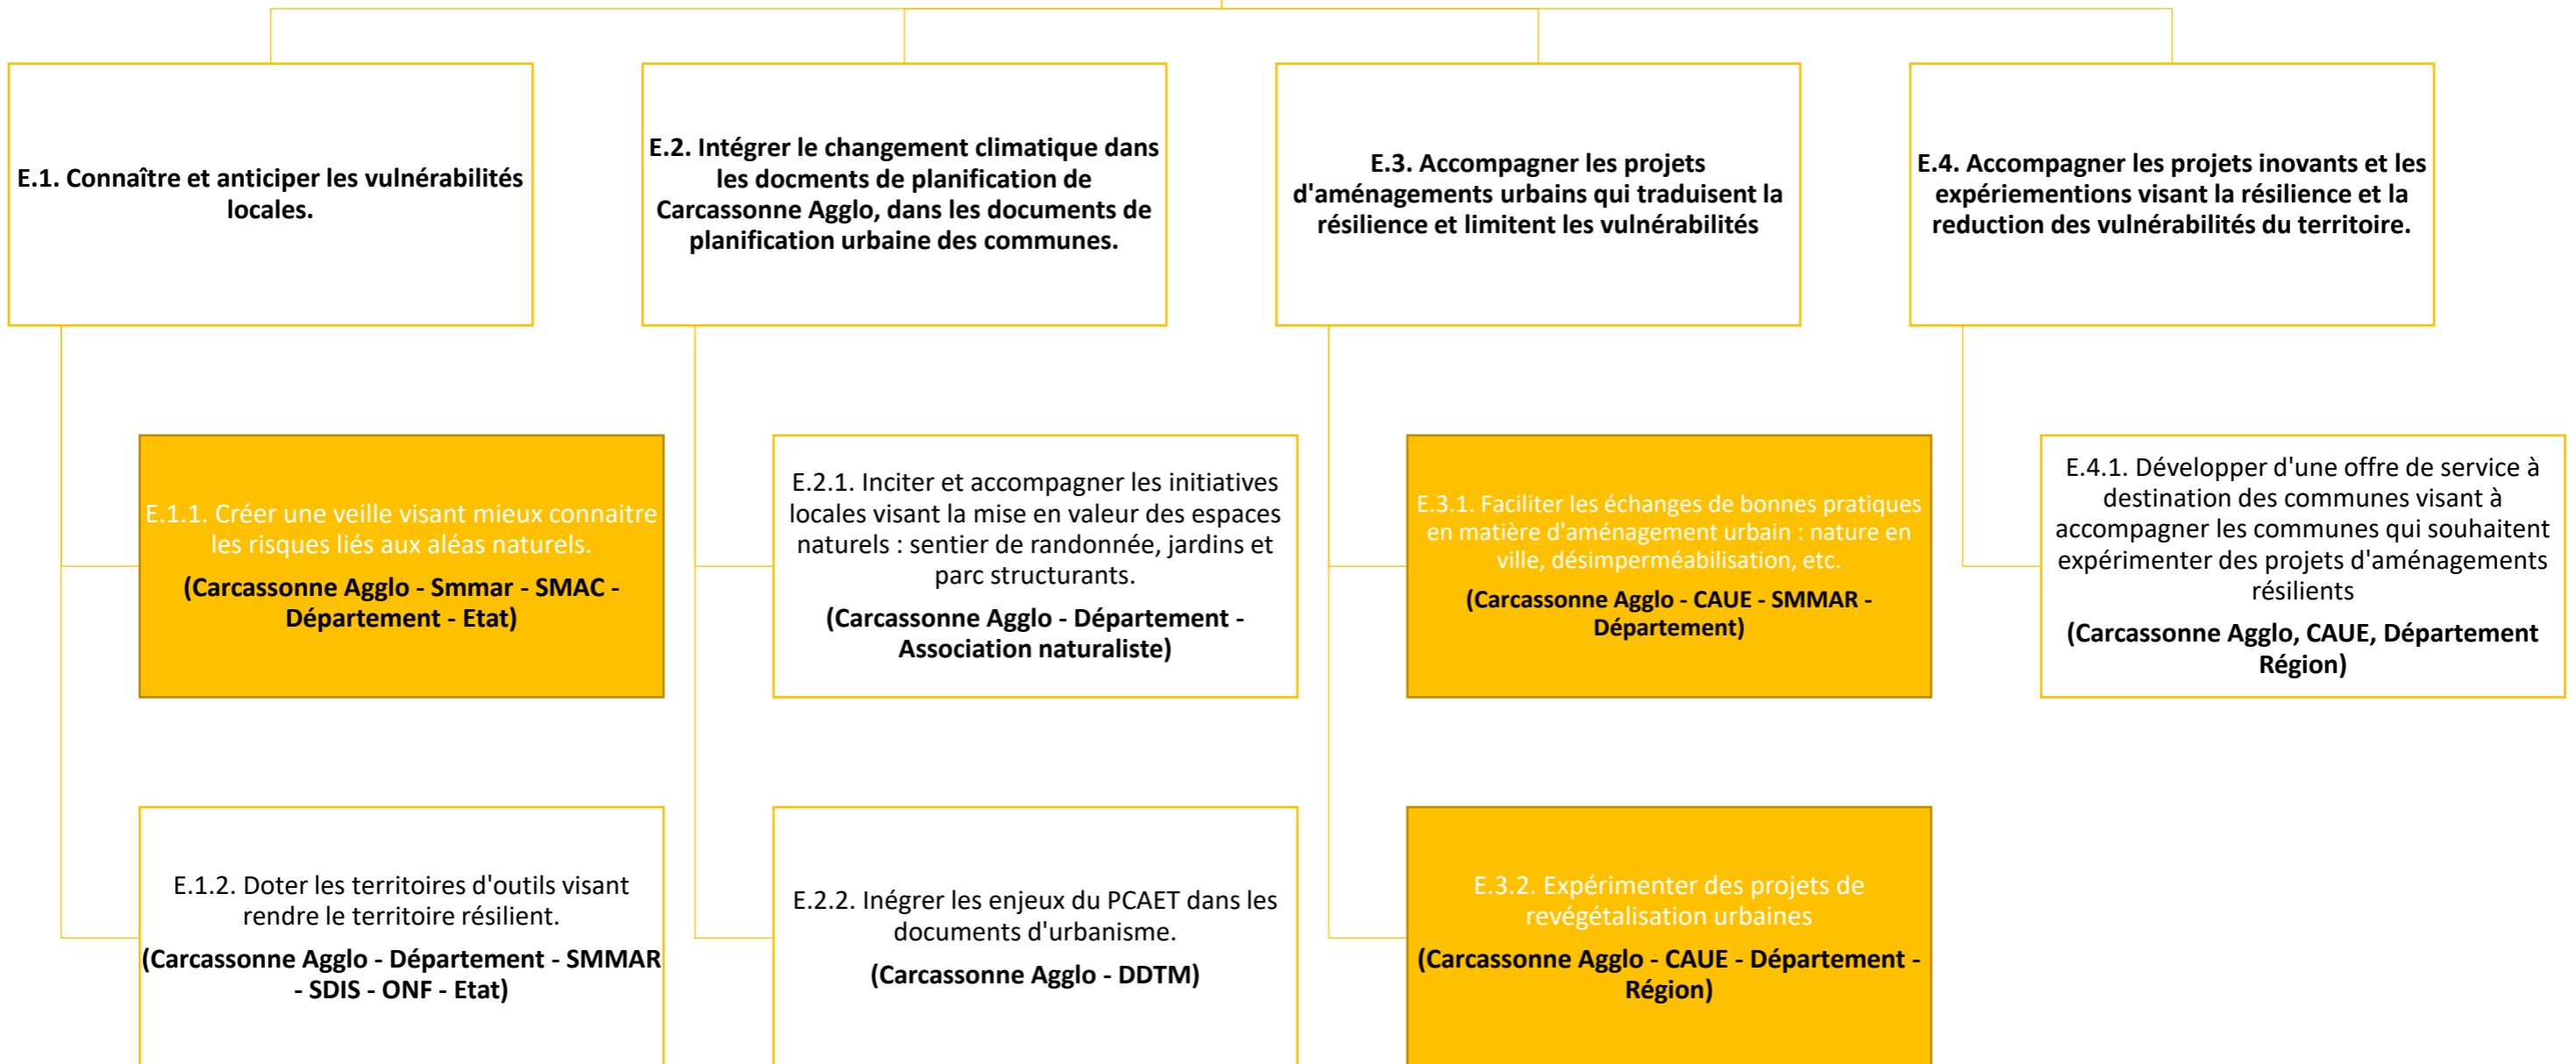 E.1. Connaître et anticiper les vulnérabilités
locales.
E.2. Intégrer le changement climatique dans
les docments de planification de
Carcassonne Agglo, dans les documents de
planification urbaine des communes.
E.3. Accompagner les projets
d'aménagements urbains qui traduisent la
résilience et limitent les vulnérabilités
E.4. Accompagner les projets inovants et les
expériementions visant la résilience et la
reduction des vulnérabilités du territoire.
E.1.1. Créer une veille visant mieux connaitre
les risques liés aux aléas naturels.
(Carcassonne Agglo - Smmar - SMAC -
Département - Etat)
E.2.1. Inciter et accompagner les initiatives
locales visant la mise en valeur des espaces
naturels : sentier de randonnée, jardins et
parc structurants.
(Carcassonne Agglo - Département -
Association naturaliste)
E.3.1. Faciliter les échanges de bonnes pratiques
en matière d'aménagement urbain : nature en
ville, désimperméabilisation, etc.
(Carcassonne Agglo - CAUE - SMMAR -
Département)
E.4.1. Développer d'une offre de service à
destination des communes visant à
accompagner les communes qui souhaitent
expérimenter des projets d'aménagements
résilients
(Carcassonne Agglo, CAUE, Département
Région)
E.1.2. Doter les territoires d'outils visant
rendre le territoire résilient.
(Carcassonne Agglo - Département - SMMAR
- SDIS - ONF - Etat)
E.2.2. Inégrer les enjeux du PCAET dans les
documents d'urbanisme.
(Carcassonne Agglo - DDTM)
E.3.2. Expérimenter des projets de
revégétalisation urbaines
(Carcassonne Agglo - CAUE - Département -
Région)